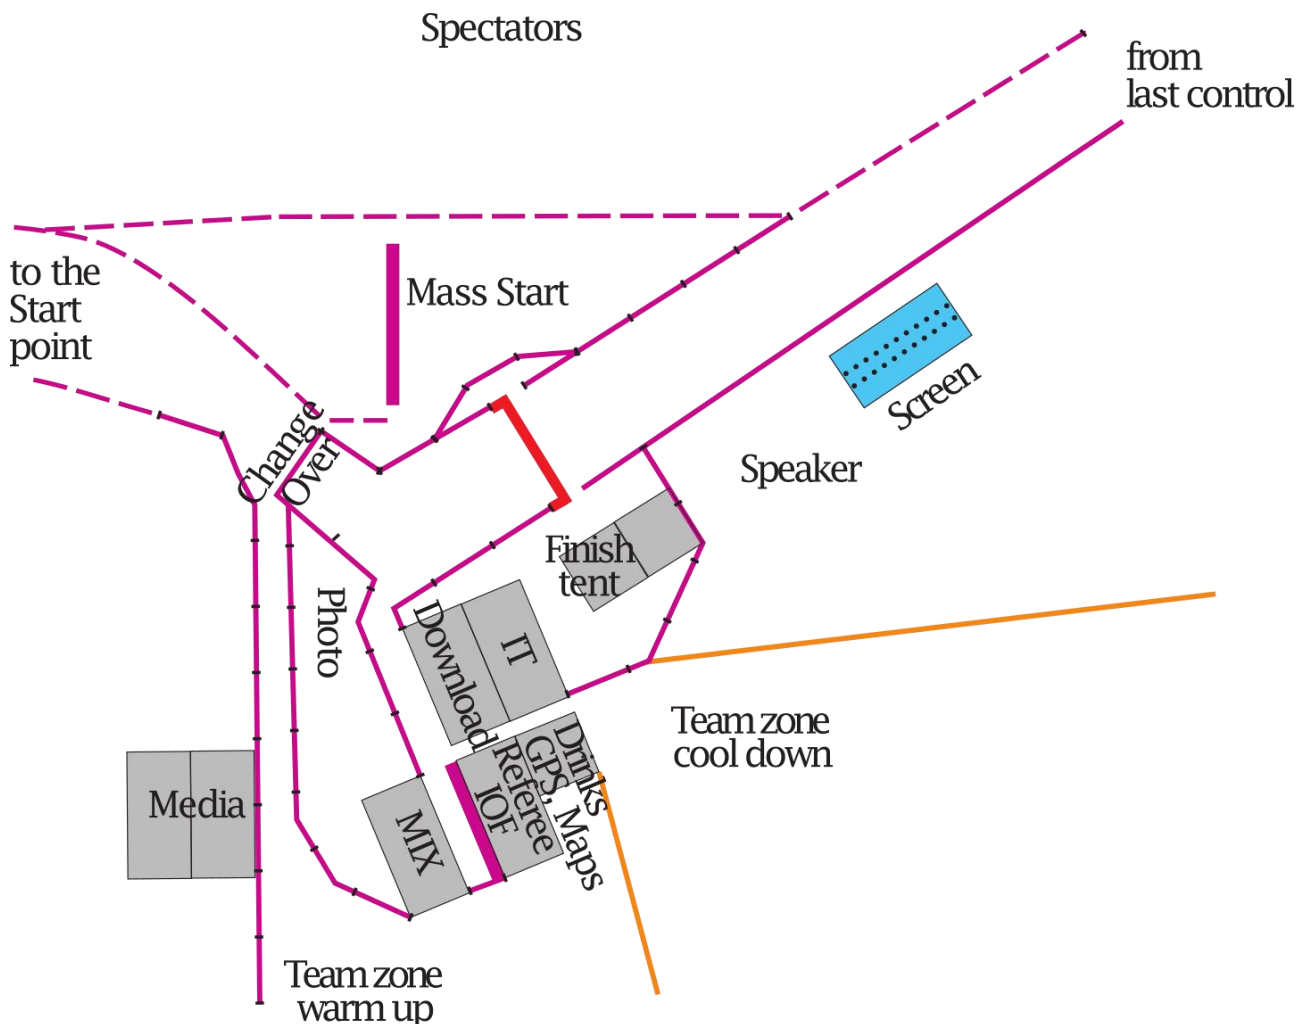 Spectators
from
last control
to the
Start
point
Mass Start
Screen
Change
Over
Speaker
Finish
tent
Photo
Download
IT
Team zone
cool down
Drinks
GPS, Maps
Referee
IOF
Media
MIX
Team zone
warm up